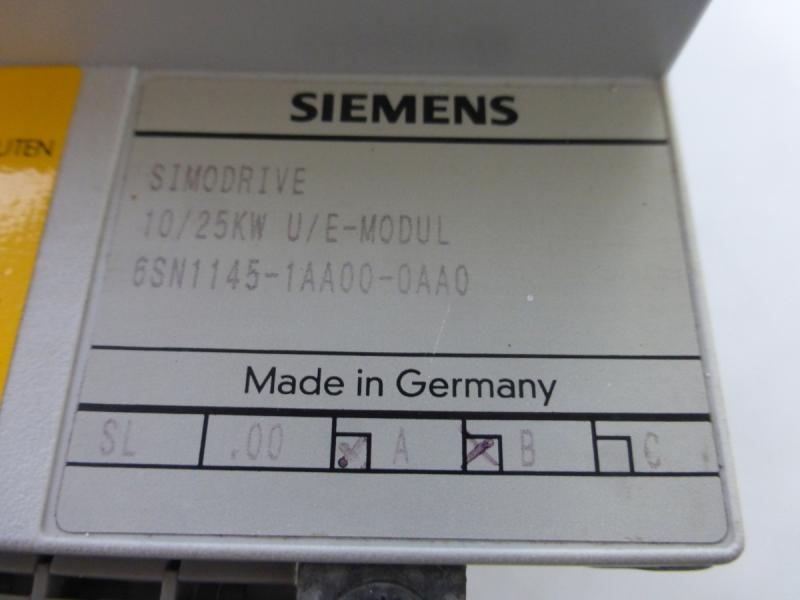 UTEN
SIEMENS
SIMODRIVE
10/25KW U/E-MODUL
6SN1145-1AA00-0AA0
Made in Germany
SL .00 A B C